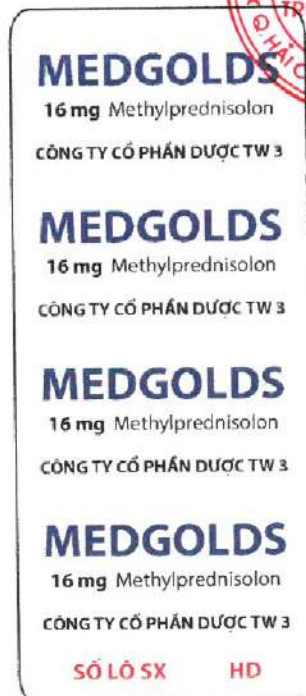 MEDGOLDS
16 mg Methylprednisolon
CÔNG TY CỔ PHẦN DƯỢC TW 3
MEDGOLDS
16 mg Methylprednisolon
CÔNG TY CỔ PHẦN DƯỢC TW 3
MEDGOLDS
16 mg Methylprednisolon
CÔNG TY CỔ PHẦN DƯỢC TW 3
MEDGOLDS
16 mg Methylprednisolon
CÔNG TY CỔ PHẦN DƯỢC TW 3
SỐ LÔ SX HD